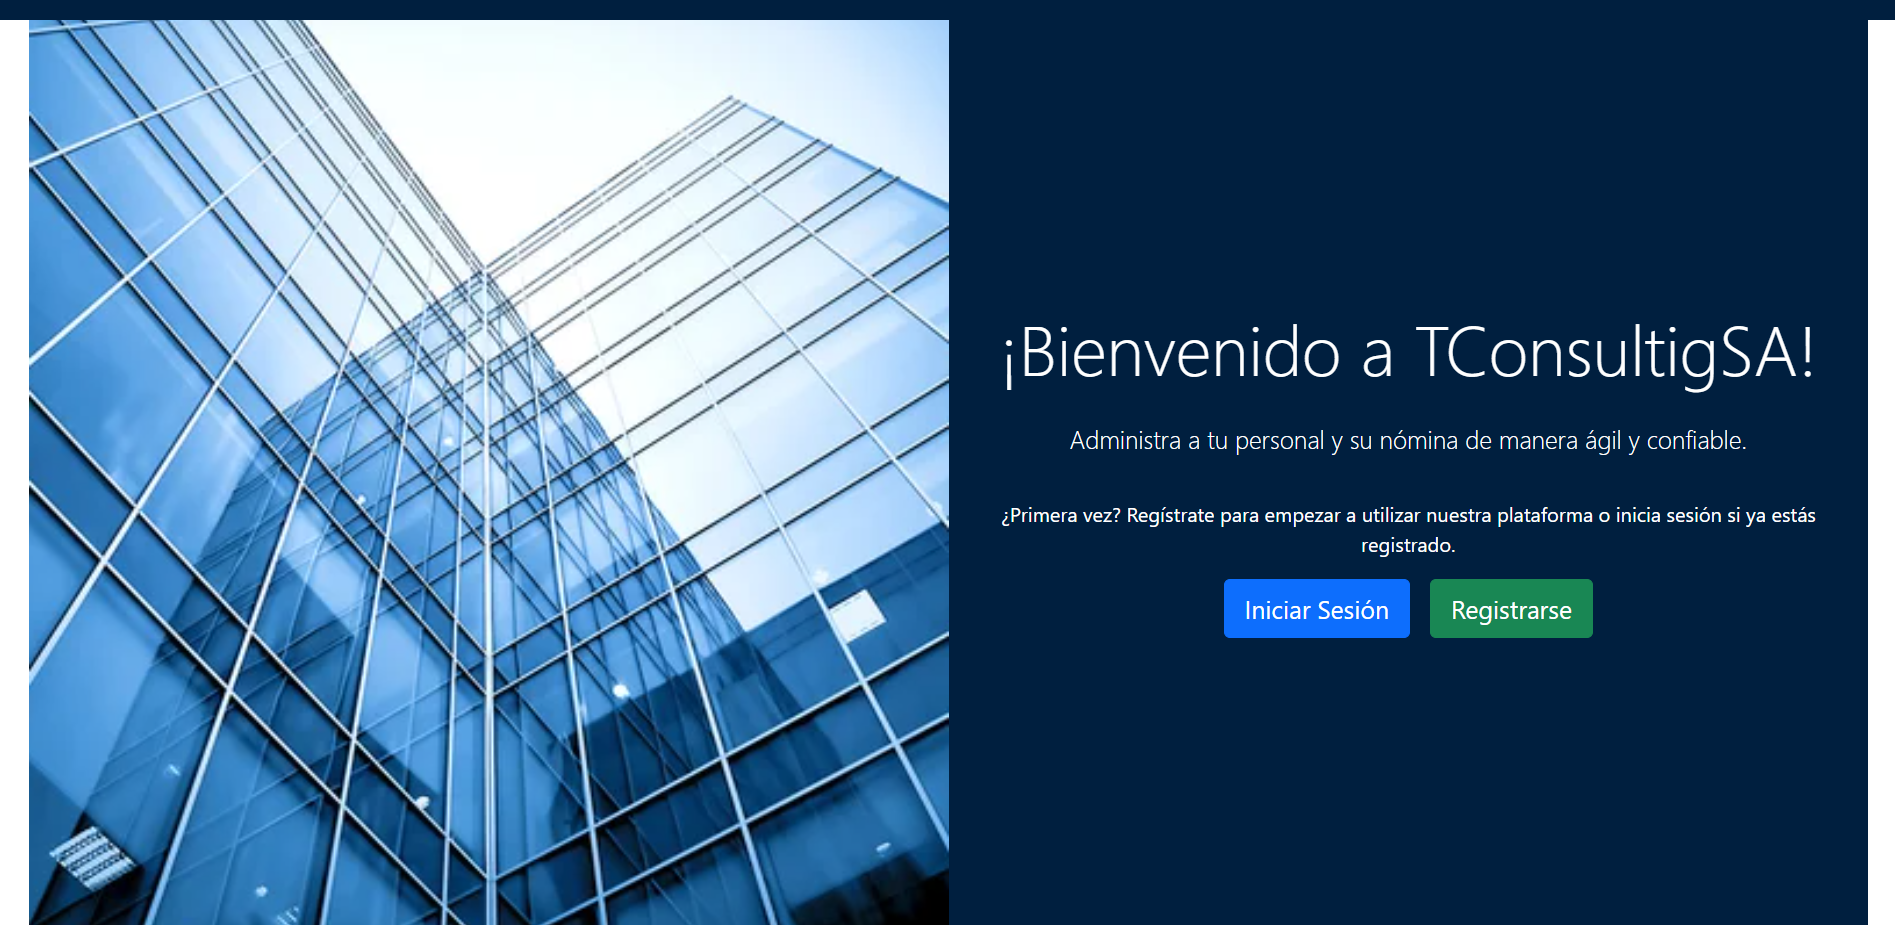 ¡Bienvenido a TConsultigSA!
Administra a tu personal y su nómina de manera ágil y confiable.
¿Primera vez? Regístrate para empezar a utilizar nuestra plataforma o inicia sesión si ya estás
registrado.
Iniciar Sesión
Registrarse